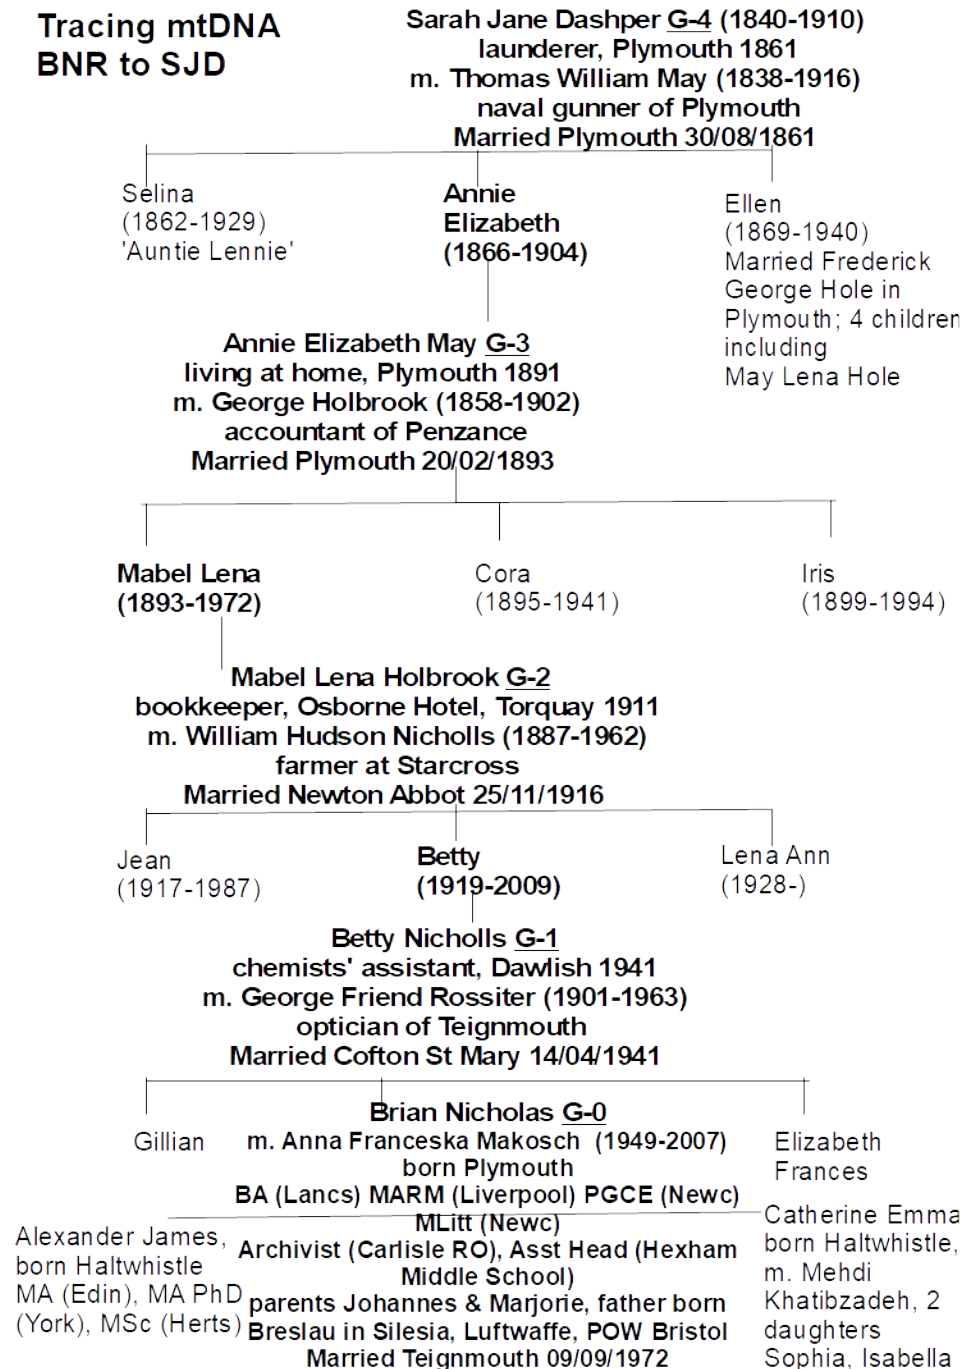 Tracing mtDNA
BNR to SJD
Sarah Jane Dashper G-4 (1840-1910)
launderer, Plymouth 1861
m. Thomas William May (1838-1916)
naval gunner of Plymouth
Married Plymouth 30/08/1861
Selina
(1862-1929)
'Auntie Lennie'
Annie
Elizabeth
(1866-1904)
Ellen
(1869-1940)
Married Frederick
George Hole in
Plymouth; 4 children
including
May Lena Hole
Annie Elizabeth May G-3
living at home, Plymouth 1891
m. George Holbrook (1858-1902)
accountant of Penzance
Married Plymouth 20/02/1893
Mabel Lena
(1893-1972)
Cora
(1895-1941)
Iris
(1899-1994)
Mabel Lena Holbrook G-2
bookkeeper, Osborne Hotel, Torquay 1911
m. William Hudson Nicholls (1887-1962)
farmer at Starcross
Married Newton Abbot 25/11/1916
Jean
(1917-1987)
Betty
(1919-2009)
Lena Ann
(1928-)
Betty Nicholls G-1
chemists' assistant, Dawlish 1941
m. George Friend Rossiter (1901-1963)
optician of Teignmouth
Married Cofton St Mary 14/04/1941
Gillian
Brian Nicholas G-0
m. Anna Franceska Makosch (1949-2007)
born Plymouth
BA (Lancs) MARM (Liverpool) PGCE (Newc)
MLitt (Newc)
Archivist (Carlisle RO), Asst Head (Hexham
Middle School)
parents Johannes & Marjorie, father born
Breslau in Silesia, Luftwaffe, POW Bristol
Married Teignmouth 09/09/1972
Elizabeth
Frances
Alexander James,
born Haltwhistle
MA (Edin), MA PhD
(York), MSc (Herts)
Catherine Emma
born Haltwhistle,
m. Mehdi
Khatibzadeh, 2
daughters
Sophia, Isabella